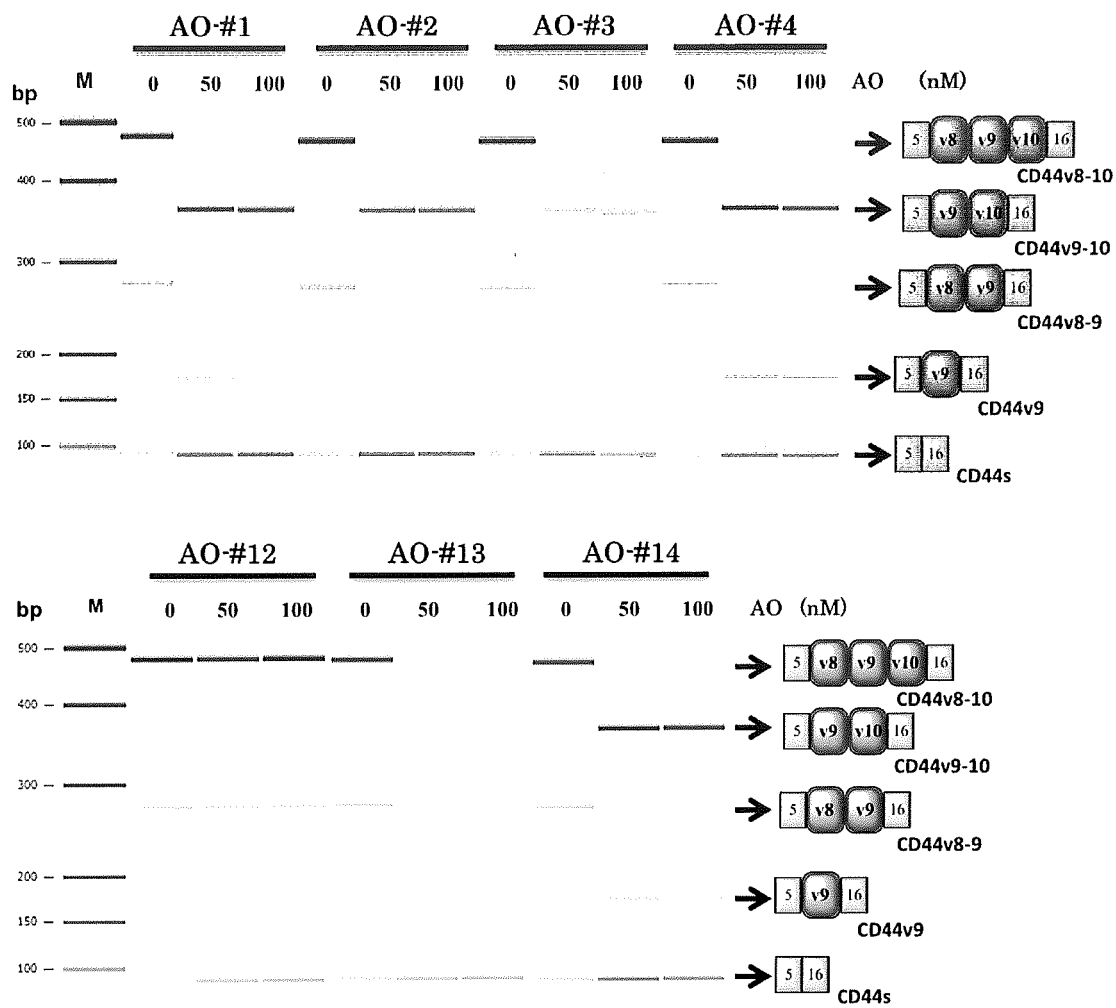 AO-#1 AO-#2 AO-#3 AO-#4
bp M 0 50 100 0 50 100 0 50 100 0 50 100 AO (nM)
500
5 v8 v9 v10 16
CD44v8-10
400
5 v9 v10 16
CD44v9-10
300
5 v8 v9 16
CD44v8-9
200
5 v9 16
CD44v9
150
100
5 16
CD44s
AO-#12 AO-#13 AO-#14
bp M 0 50 100 0 50 100 0 50 100 AO (nM)
500
5 v8 v9 v10 16
CD44v8-10
400
5 v9 v10 16
CD44v9-10
300
5 v8 v9 16
CD44v8-9
200
5 v9 16
CD44v9
150
100
5 16
CD44s